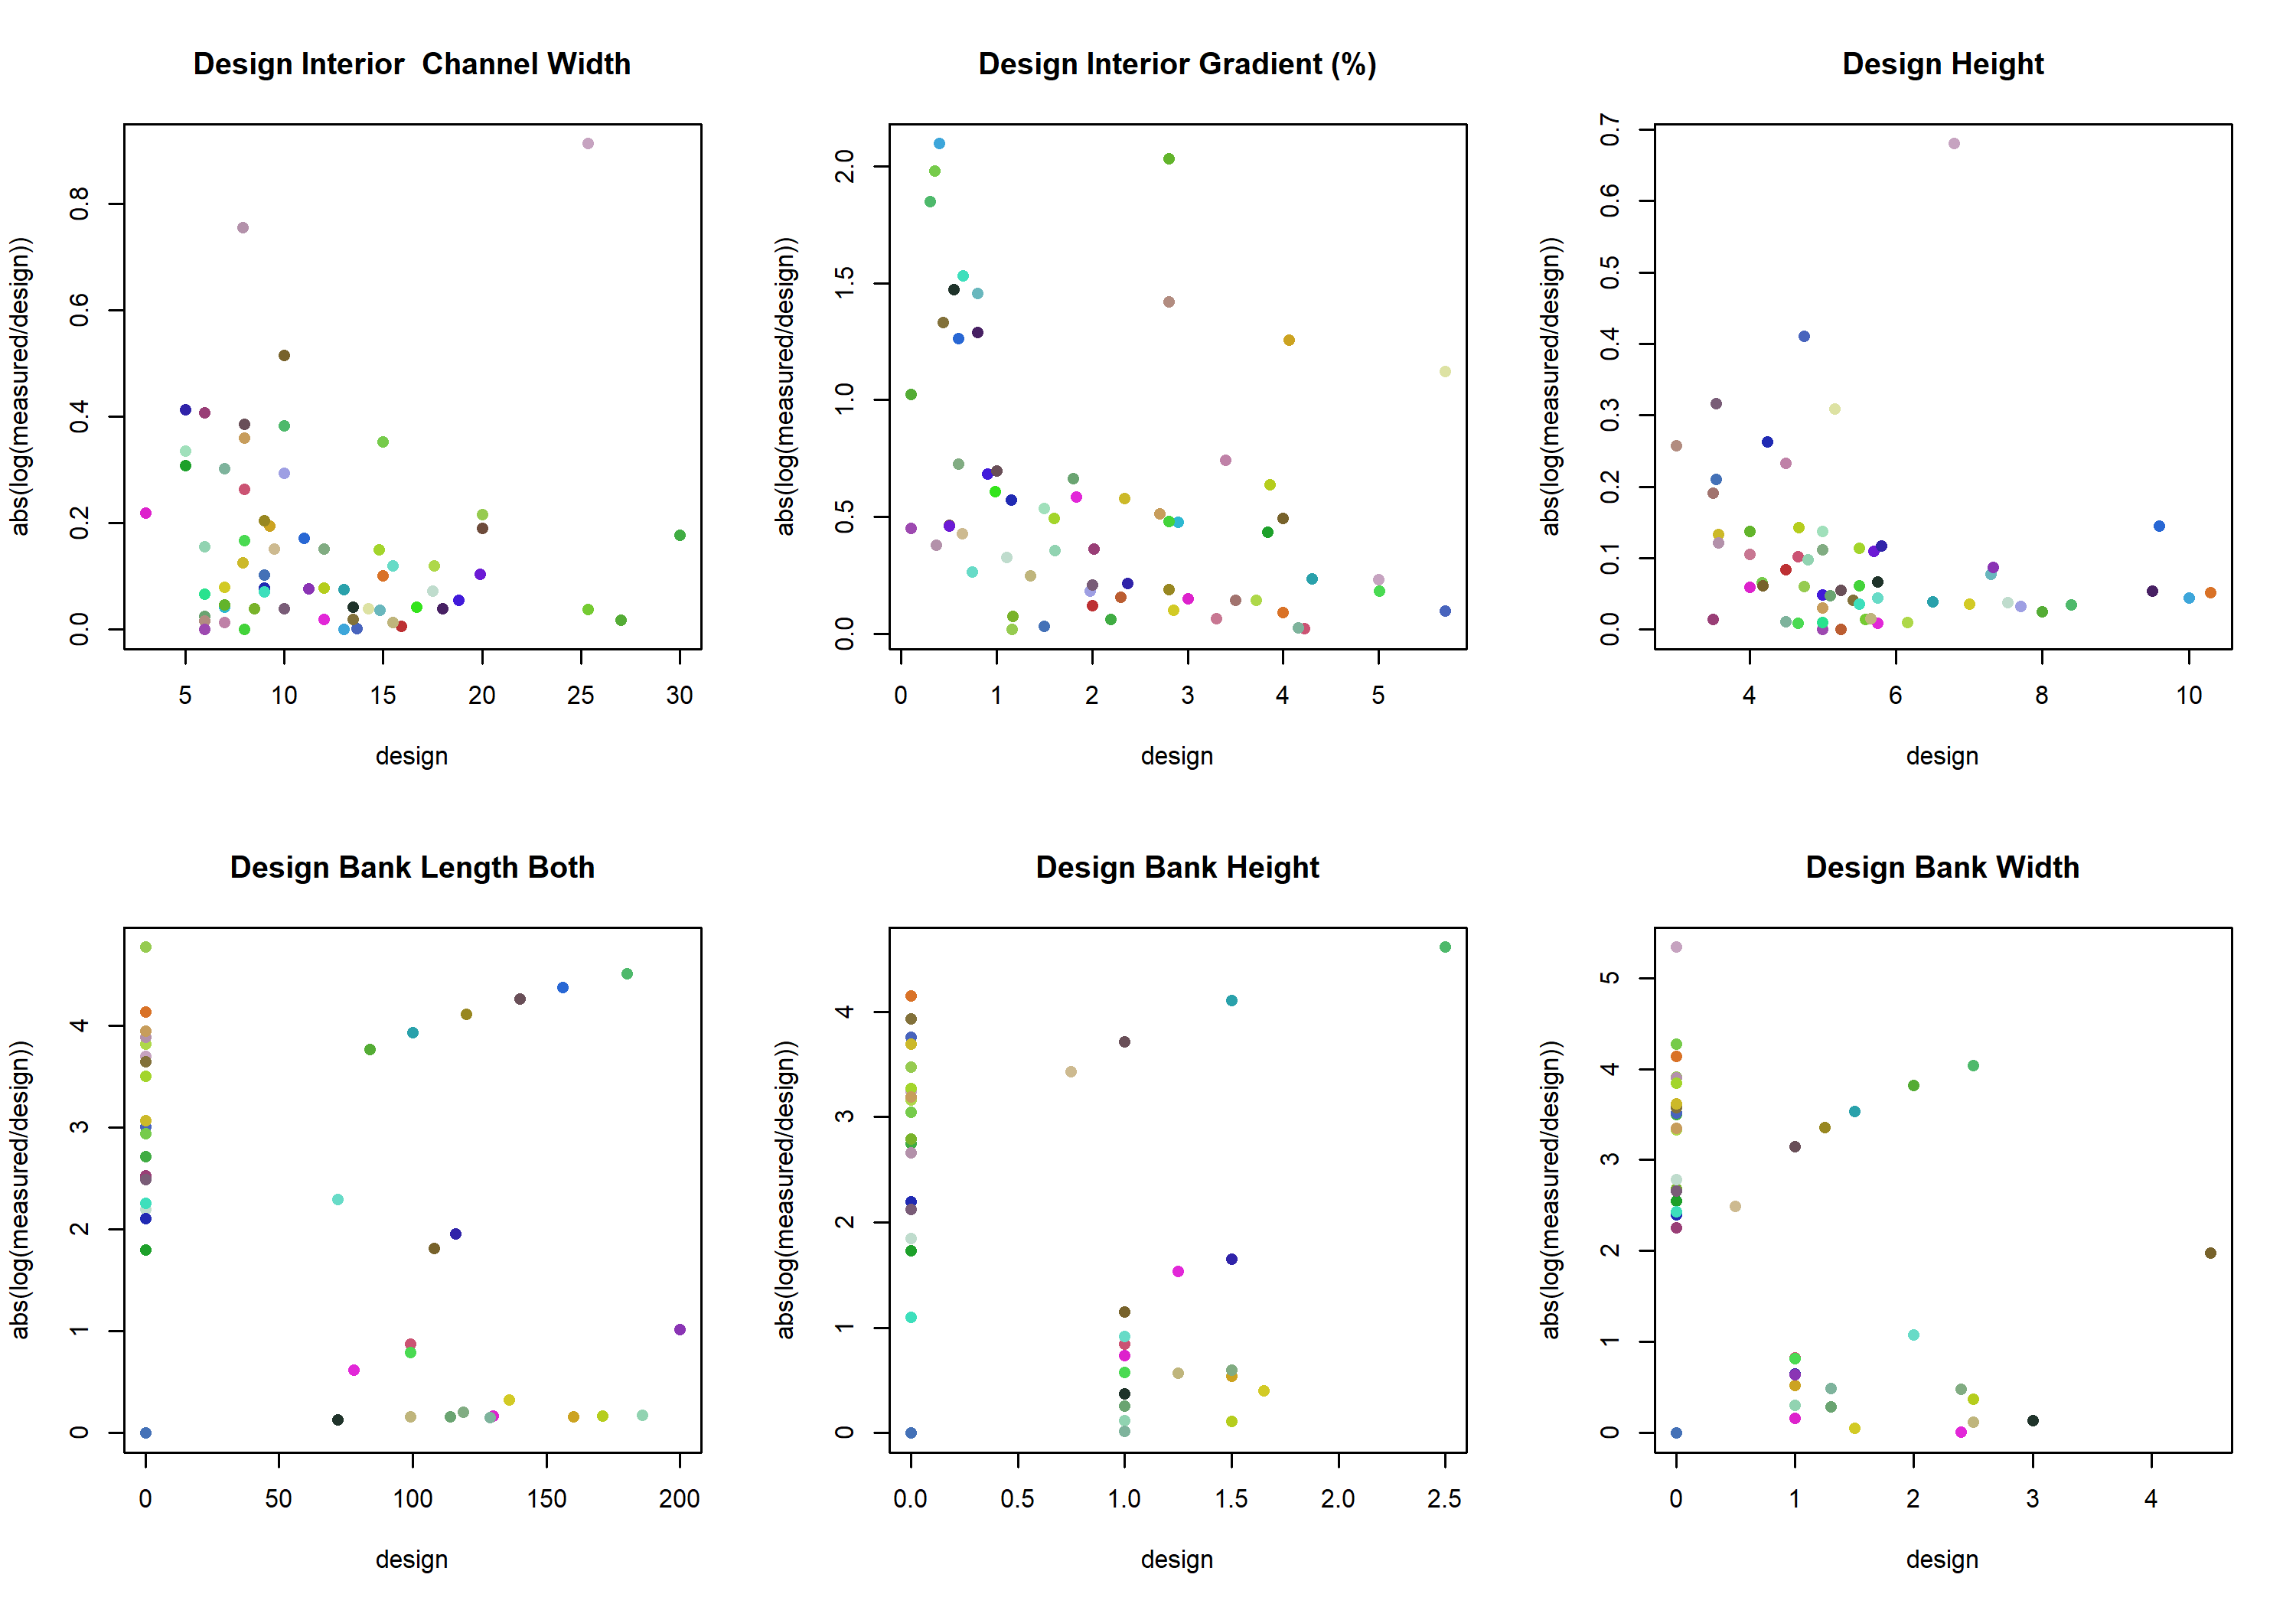 Design Interior  Channel Width
abs(log(measured/design))
0.0 0.2 0.4 0.6 0.8
5 10 15 20 25 30
design
Design Interior Gradient (%)
abs(log(measured/design))
0.0 0.5 1.0 1.5 2.0
0 1 2 3 4 5
design
Design Height
abs(log(measured/design))
0.0 0.1 0.2 0.3 0.4 0.5 0.6 0.7
4 6 8 10
design
Design Bank Length Both
abs(log(measured/design))
0 1 2 3 4
0 50 100 150 200
design
Design Bank Height
abs(log(measured/design))
0 1 2 3 4
0.0 0.5 1.0 1.5 2.0 2.5
design
Design Bank Width
abs(log(measured/design))
0 1 2 3 4 5
0 1 2 3 4
design